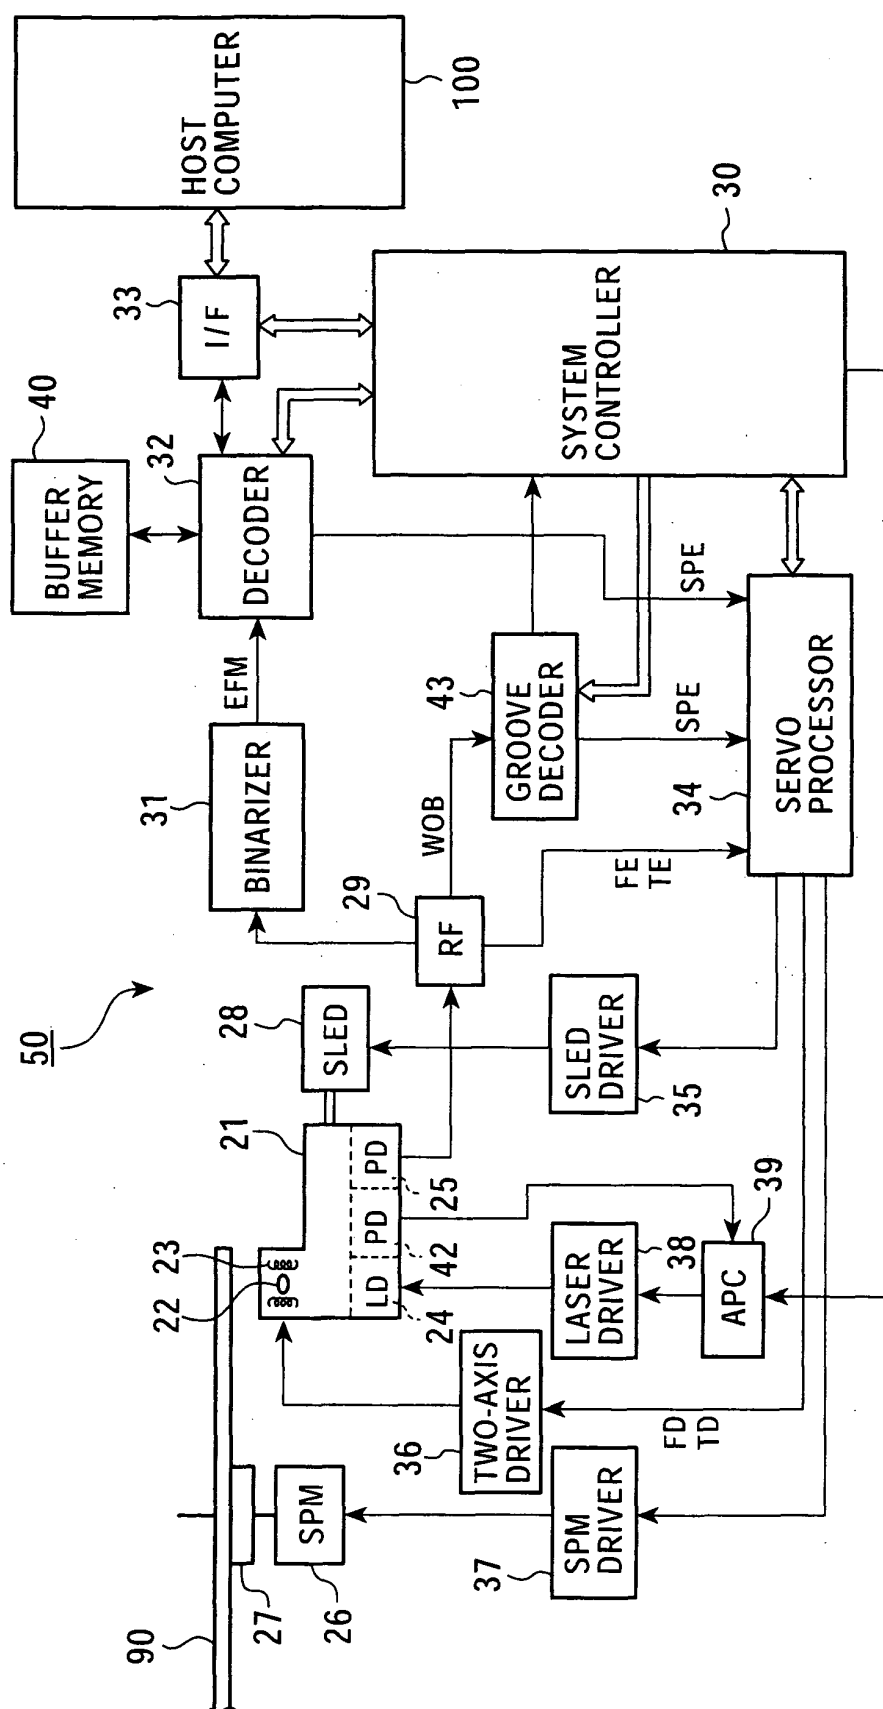 50
HOST
COMPUTER
100
BUFFER
MEMORY
40
I/F
33
DECODER
32
EFM
BINARIZER
31
SYSTEM
CONTROLLER
30
GROOVE
DECODER
43
WOB
RF
29
SPE
SPE
FE
TE
SERVO
PROCESSOR
34
SLED
28
SLED
DRIVER
35
21
PD
25
PD
42
LD
24
23
22
LASER
DRIVER
38
APC
39
TWO-AXIS
DRIVER
36
FD
TD
SPM
26
SPM
DRIVER
37
27
90